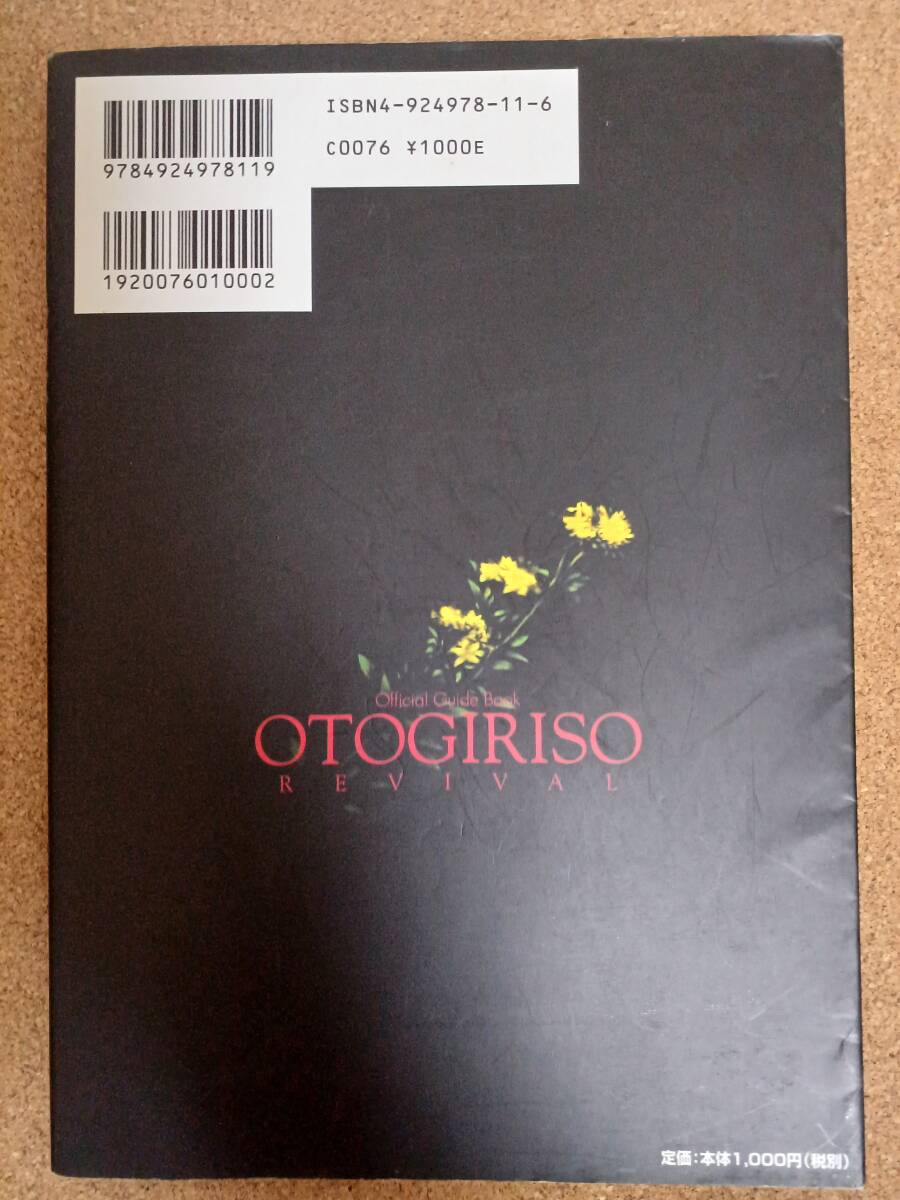 ISBN4-924978-11-6
C0076 ¥1000E
9784924978119
1920076010002
Official Guide Book
OTOGIRISO
REVIVAL
定価:本体1,000円(税別)